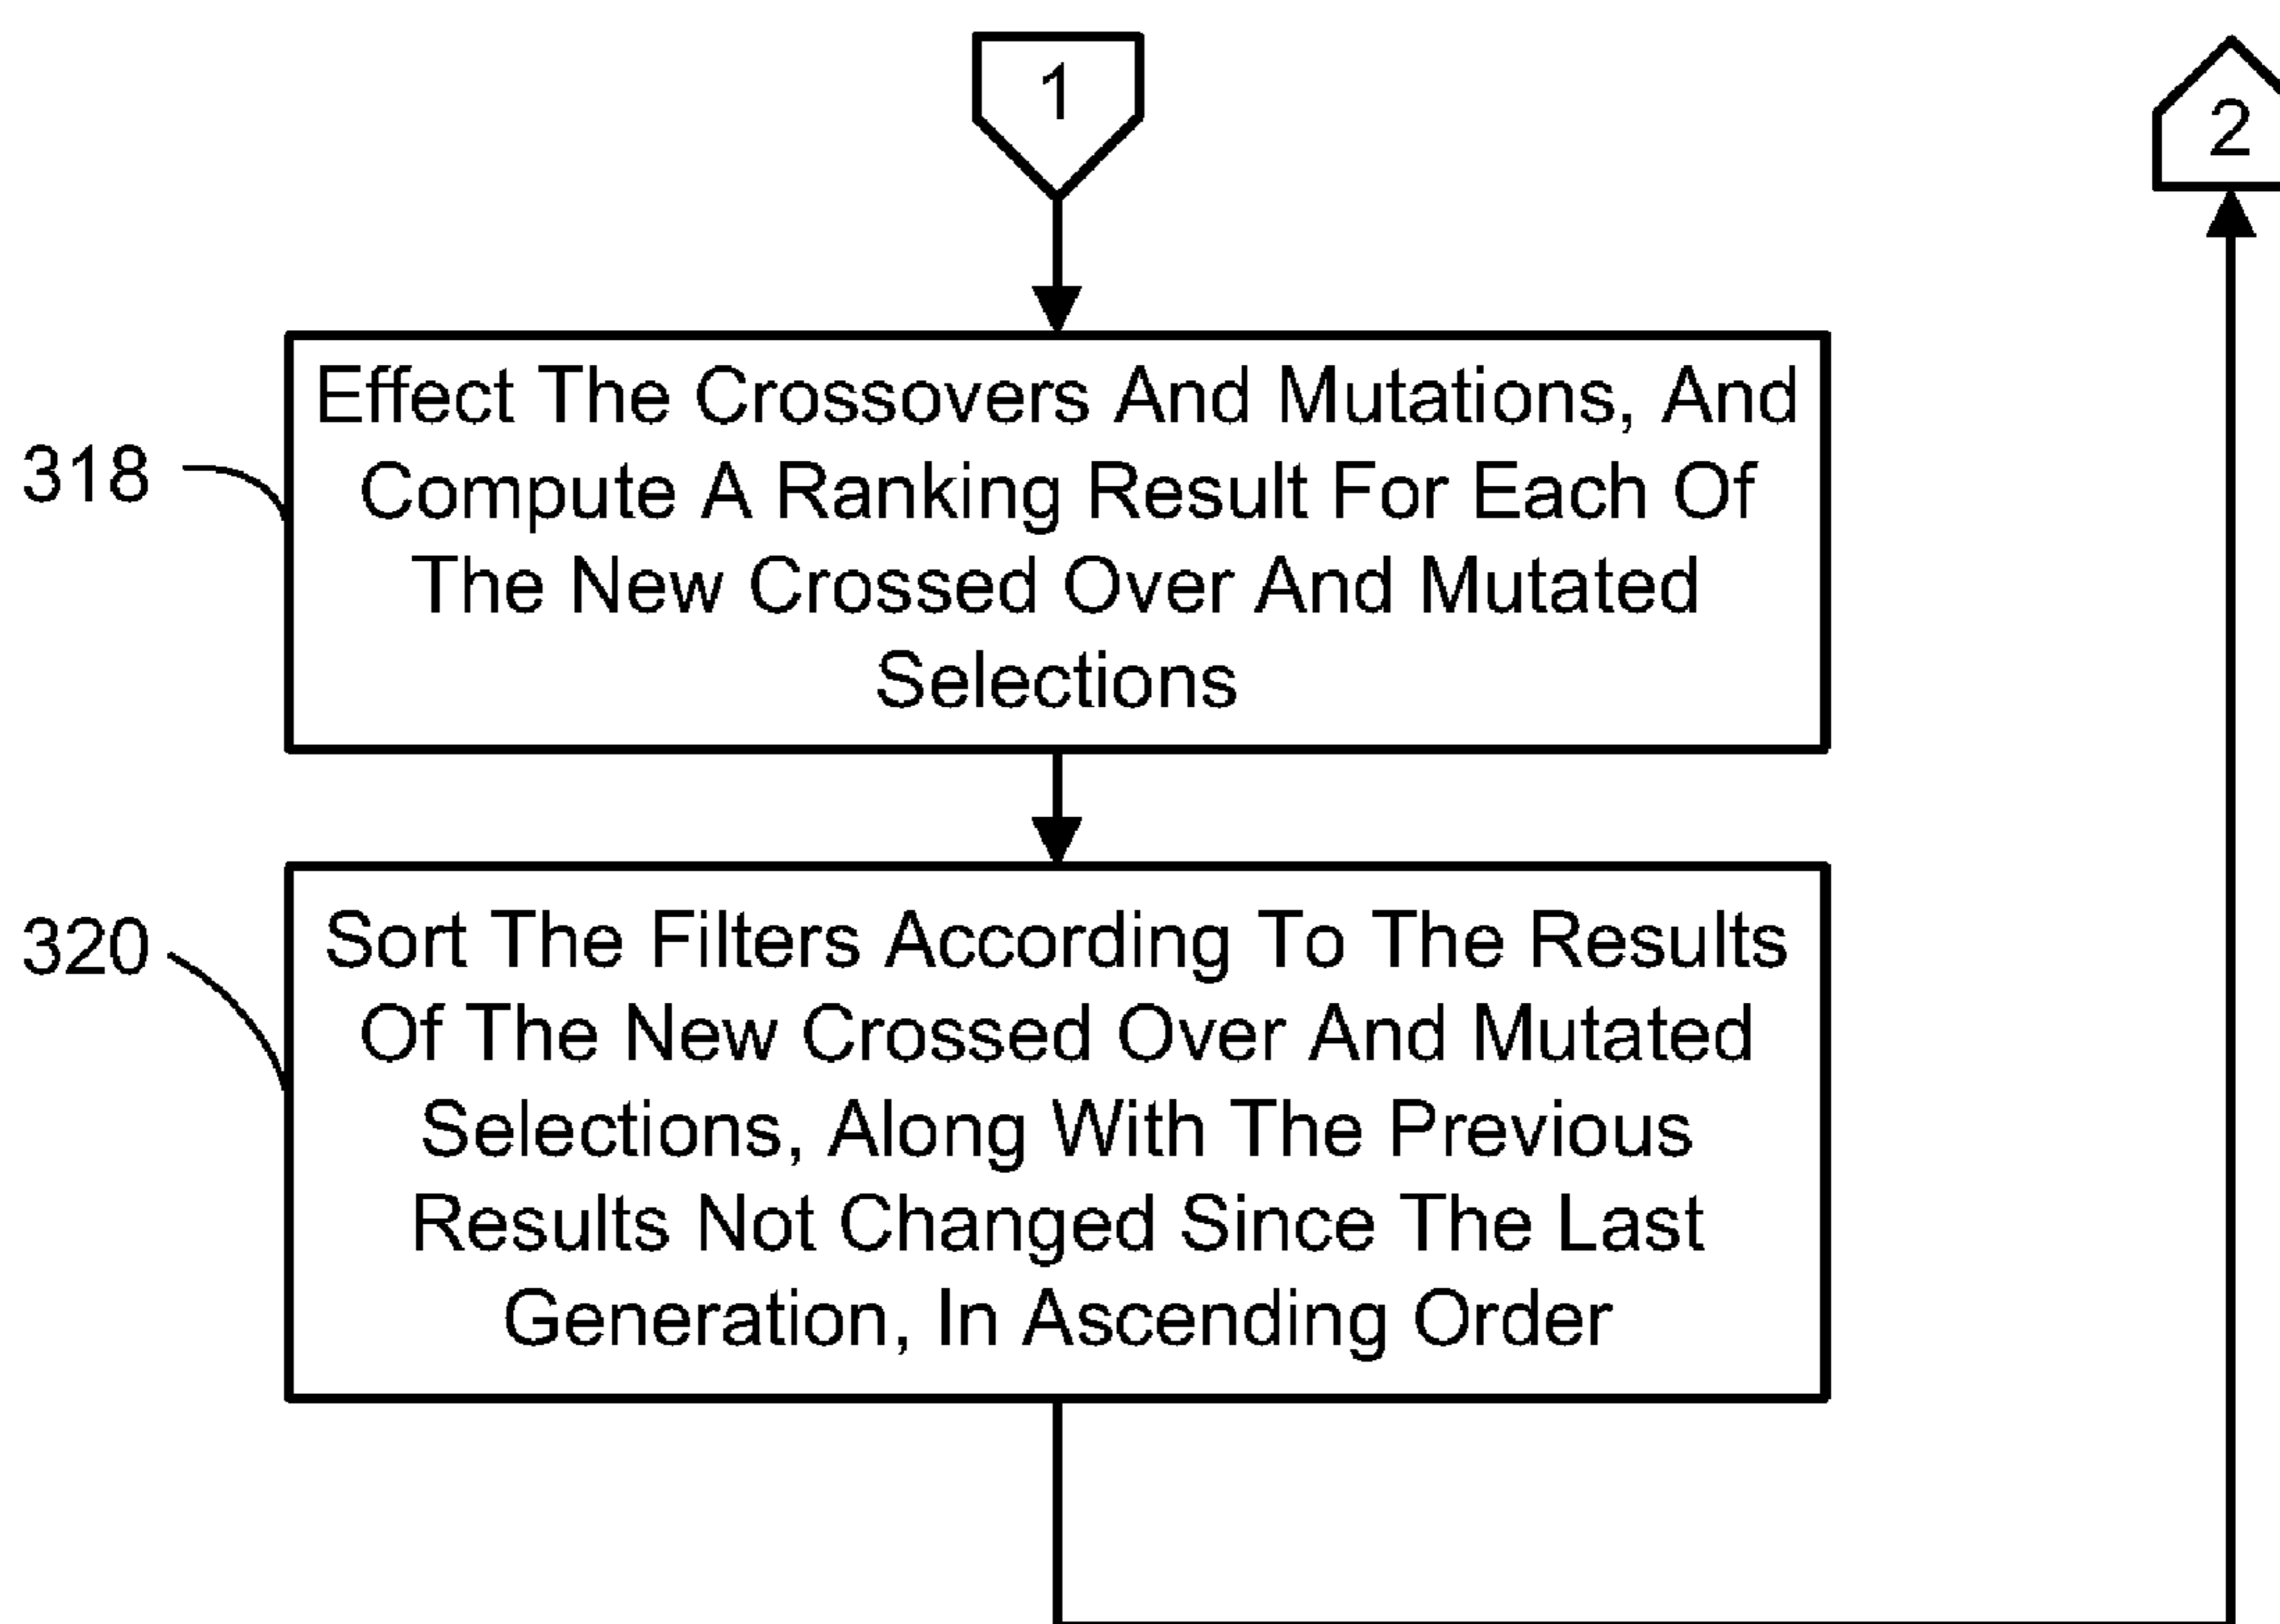 1
2
318
Effect The Crossovers And Mutations, And
Compute A Ranking Result For Each Of
The New Crossed Over And Mutated
Selections
320
Sort The Filters According To The Results
Of The New Crossed Over And Mutated
Selections, Along With The Previous
Results Not Changed Since The Last
Generation, In Ascending Order